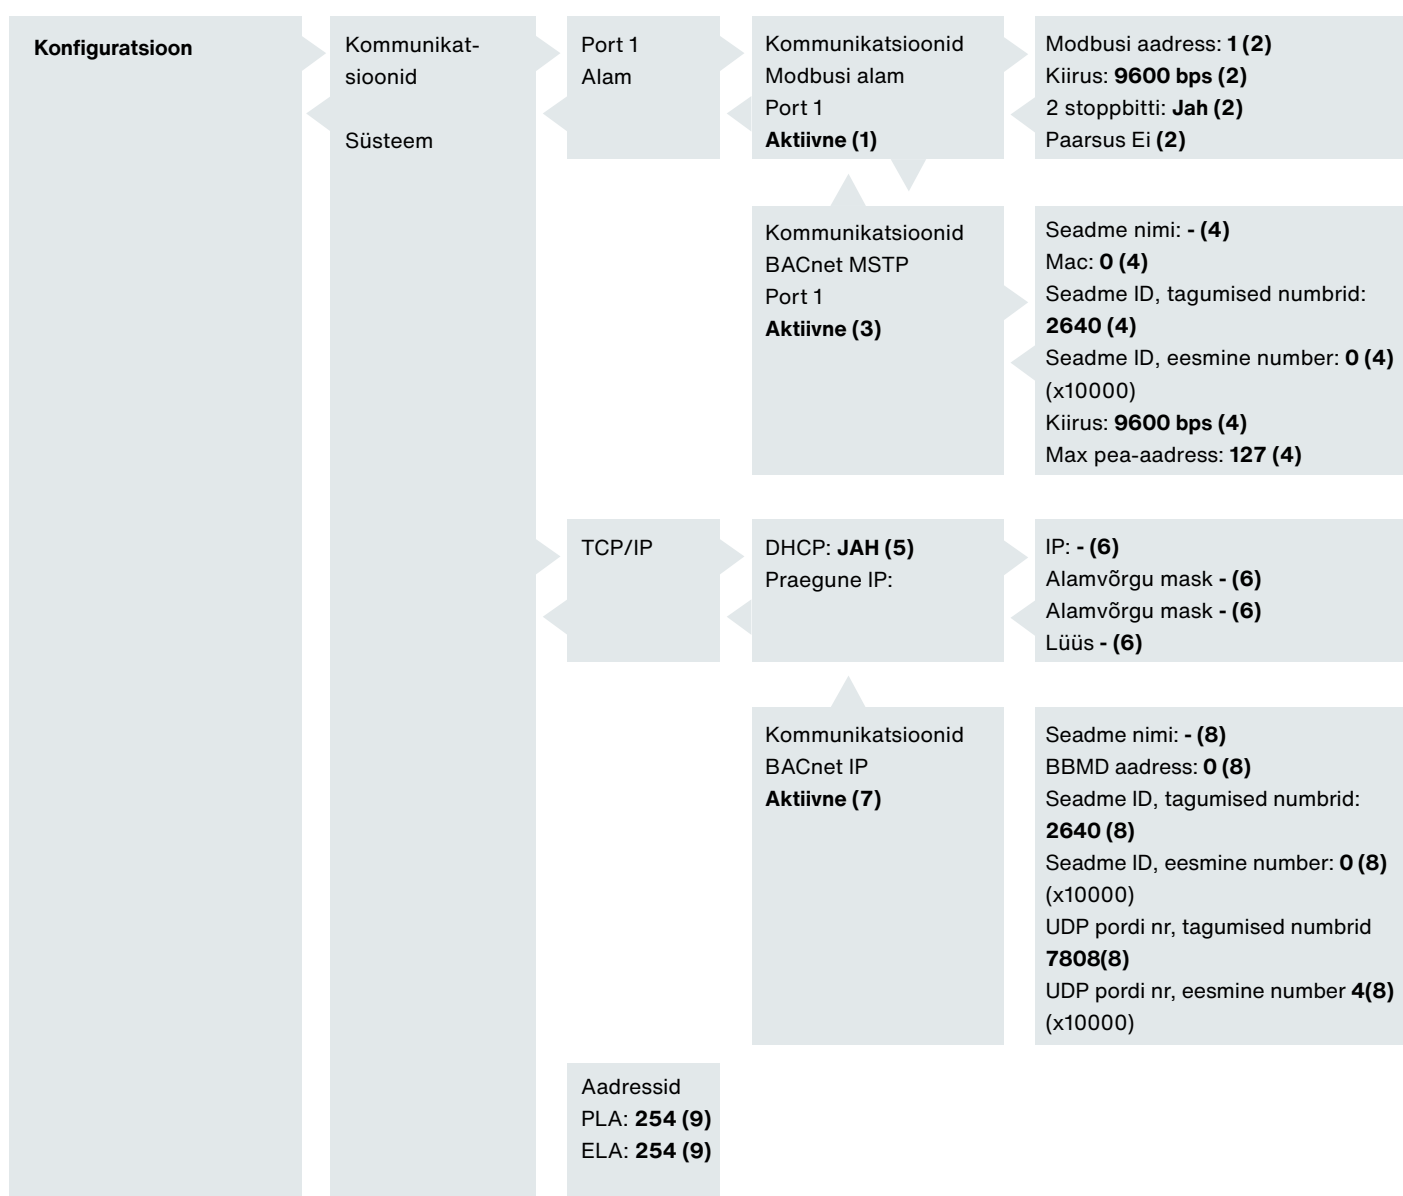 Konfiguratsioon
Kommunikat-
sioonid
Süsteem
Port 1
Alam
Kommunikatsioonid
Modbusi alam
Port 1
Aktiivne (1)
Modbusi aadress: 1 (2)
Kiirus: 9600 bps (2)
2 stoppbitti: Jah (2)
Paarsus Ei (2)
Kommunikatsioonid
BACnet MSTP
Port 1
Aktiivne (3)
Seadme nimi: - (4)
Mac: 0 (4)
Seadme ID, tagumised numbrid:
2640 (4)
Seadme ID, eesmine number: 0 (4)
(x10000)
Kiirus: 9600 bps (4)
Max pea-aadress: 127 (4)
TCP/IP
DHCP: JAH (5)
Praegune IP:
IP: - (6)
Alamvõrgu mask - (6)
Alamvõrgu mask - (6)
Lüüs - (6)
Kommunikatsioonid
BACnet IP
Aktiivne (7)
Seadme nimi: - (8)
BBMD aadress: 0 (8)
Seadme ID, tagumised numbrid:
2640 (8)
Seadme ID, eesmine number: 0 (8)
(x10000)
UDP pordi nr, tagumised numbrid
7808(8)
UDP pordi nr, eesmine number 4(8)
(x10000)
Aadressid
PLA: 254 (9)
ELA: 254 (9)